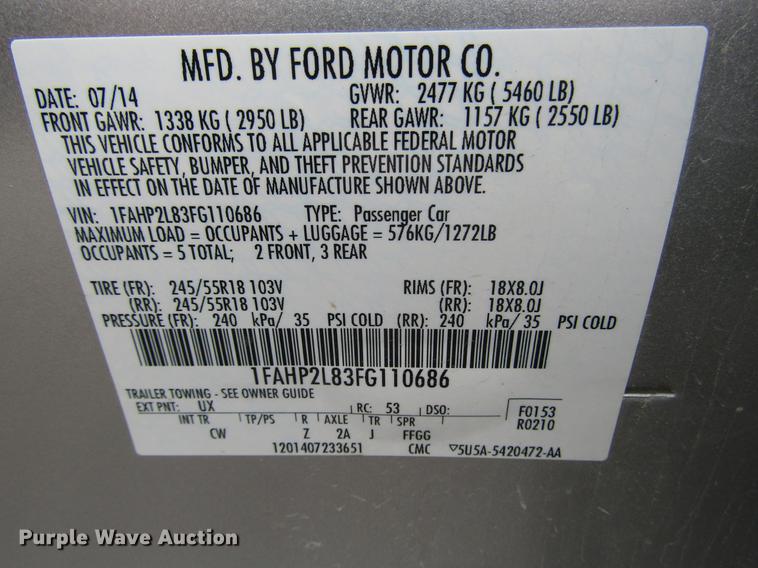 MFD. BY FORD MOTOR CO.
DATE: 07/14 GVWR: 2477 KG ( 5460 LB)
FRONT GAWR: 1338 KG ( 2950 LB) REAR GAWR: 1157 KG ( 2550 LB)
THIS VEHICLE CONFORMS TO ALL APPLICABLE FEDERAL MOTOR
VEHICLE SAFETY, BUMPER, AND THEFT PREVENTION STANDARDS
IN EFFECT ON THE DATE OF MANUFACTURE SHOWN ABOVE.
VIN: 1FAHP2L83FG110686 TYPE: Passenger Car
MAXIMUM LOAD = OCCUPANTS + LUGGAGE = 576KG/1272LB
OCCUPANTS = 5 TOTAL; 2 FRONT, 3 REAR
TIRE (FR): 245/55R18 103V RIMS (FR): 18X8.0J
(RR): 245/55R18 103V (RR): 18X8.0J
PRESSURE (FR): 240 kPa/ 35 PSI COLD (RR): 240 kPa/ 35 PSI COLD
1FAHP2L83FG110686
TRAILER TOWING - SEE OWNER GUIDE
EXT PNT: UX RC: 53 DSO: F0153
INT TR TP/PS R AXLE TR SPR R0210
CW Z 2A J FFGG
1201407233651 CMC ▽5U5A-5420472-AA
Purple Wave Auction